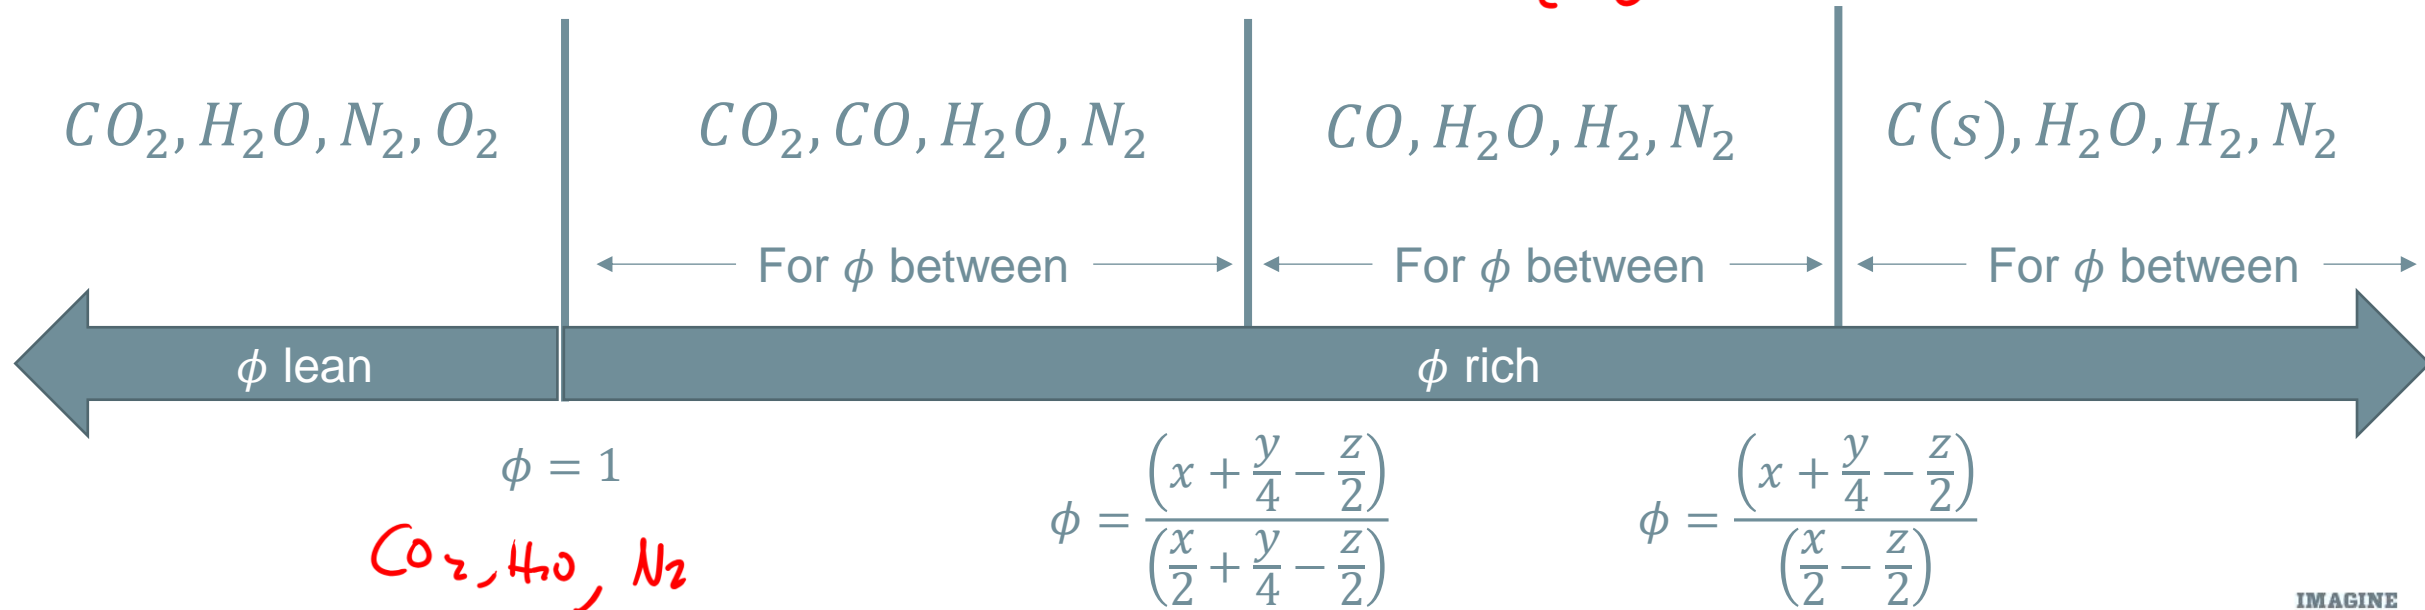 CO₂, H₂O, N₂, O₂
CO₂, CO, H₂O, N₂
CO, H₂O, H₂, N₂
C(s), H₂O, H₂, N₂
For ϕ between
For ϕ between
For ϕ between
ϕ lean
ϕ rich
ϕ = 1
ϕ = (x + y/4 − z/2) / (x/2 + y/4 − z/2)
ϕ = (x + y/4 − z/2) / (x/2 − z/2)
CO₂, H₂O, N₂
IMAGINE